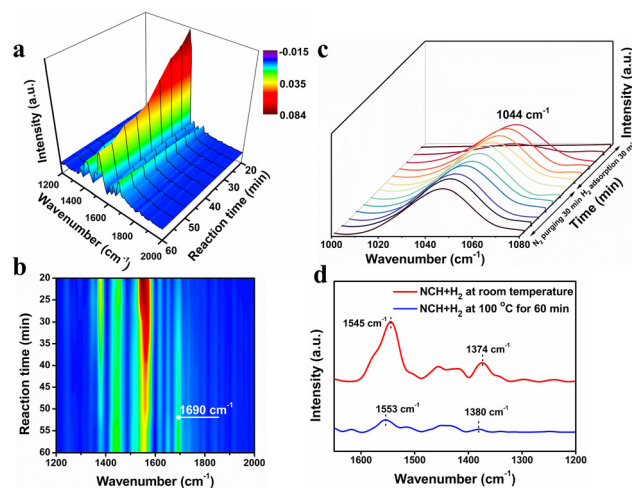 a
Intensity (a.u.)
-0.015
0.035
0.084
1200
1400
1600
1800
2000
Wavenumber (cm-1)
60
50
40
30
20
Reaction time (min)
c
1044 cm-1
Intensity (a.u.)
1000 1020 1040 1060 1080
Wavenumber (cm-1)
N2 purging 30 min H2 adsorption 30 min
Time (min)
b
20
25
30
35
40
45
50
55
60
Reaction time (min)
1690 cm-1
1200 1400 1600 1800 2000
Wavenumber (cm-1)
d
NCH+H2 at room temperature
NCH+H2 at 100 °C for 60 min
1545 cm-1
1374 cm-1
1553 cm-1
1380 cm-1
Intensity (a.u.)
1600 1500 1400 1300 1200
Wavenumber (cm-1)